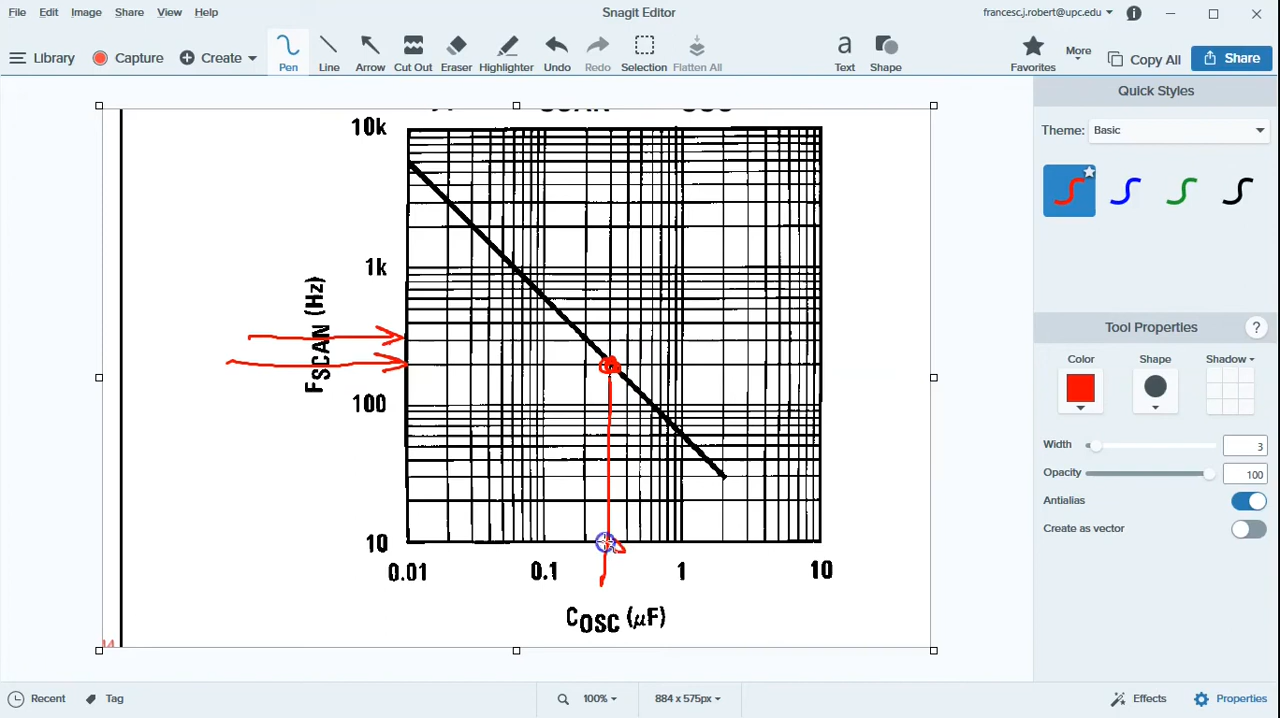 File Edit Image Share View Help Snagit Editor francesc.j.robert@upc.edu
Library Capture Create Pen Line Arrow Cut Out Eraser Highlighter Undo Redo Selection Flatten All Text Shape Favorites More Copy All Share
Quick Styles
Theme: Basic
10k
1k
FSCAN (Hz)
100
10
0.01 0.1 1 10
COSC (μF)
Tool Properties ?
Color Shape Shadow
Width 3
Opacity 100
Antialias
Create as vector
Recent Tag 100% 884 x 575px Effects Properties